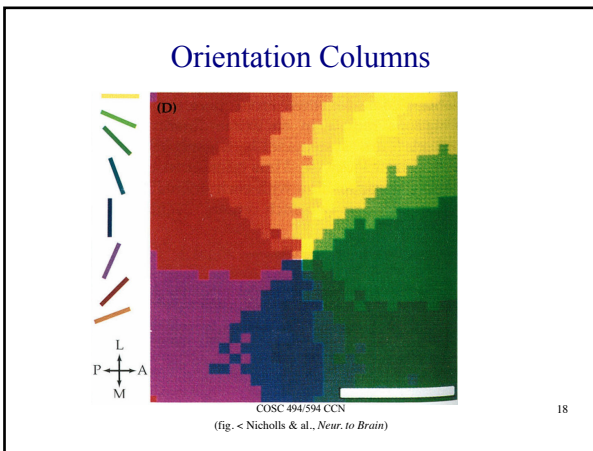 Orientation Columns
(D)
L
P A
M
COSC 494/594 CCN
18
(fig. < Nicholls & al., Neur. to Brain)